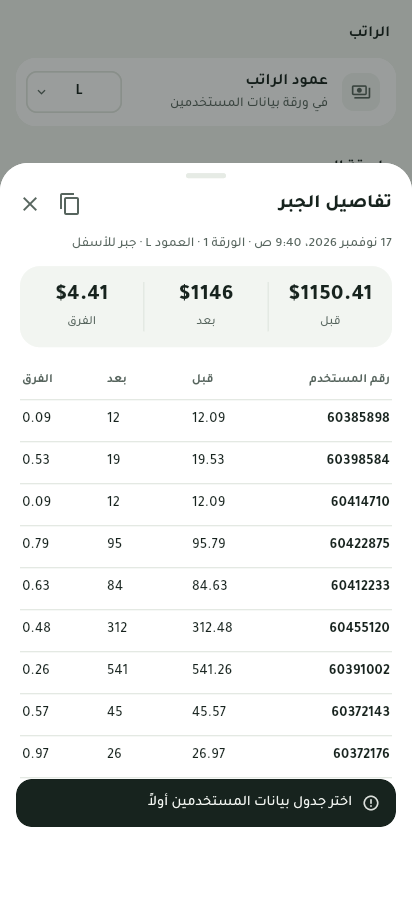 الراتب
عمود الراتب
في ورقة بيانات المستخدمين
L
تفاصيل الجبر
17 نوفمبر 2026، 9:40 ص · الورقة 1 · العمود L · جبر للأسفل
$1150.41 $1146 $4.41
قبل بعد الفرق
رقم المستخدم قبل بعد الفرق
60385898 12.09 12 0.09
60398584 19.53 19 0.53
60414710 12.09 12 0.09
60422875 95.79 95 0.79
60412233 84.63 84 0.63
60455120 312.48 312 0.48
60391002 541.26 541 0.26
60372143 45.57 45 0.57
60372176 26.97 26 0.97
اختر جدول بيانات المستخدمين أولاً